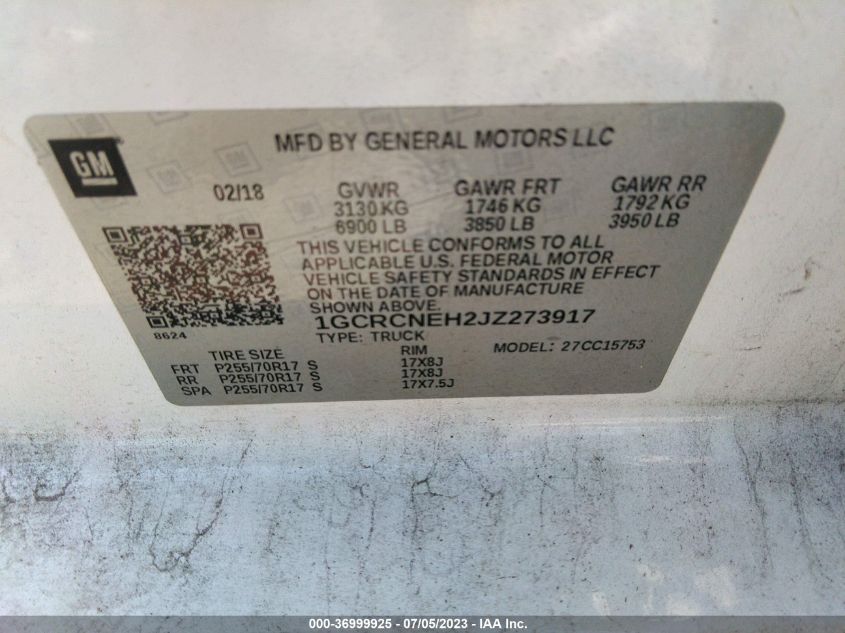 GM
MFD BY GENERAL MOTORS LLC
02/18 GVWR GAWR FRT GAWR RR
3130 KG 1746 KG 1792 KG
6900 LB 3850 LB 3950 LB
THIS VEHICLE CONFORMS TO ALL
APPLICABLE U.S. FEDERAL MOTOR
VEHICLE SAFETY STANDARDS IN EFFECT
ON THE DATE OF MANUFACTURE
SHOWN ABOVE.
8624
1GCRCNEH2JZ273917
TYPE: TRUCK MODEL: 27CC15753
TIRE SIZE RIM
FRT P255/70R17 S 17X8J
RR P255/70R17 S 17X8J
SPA P255/70R17 S 17X7.5J
000-36999925 - 07/05/2023 - IAA Inc.